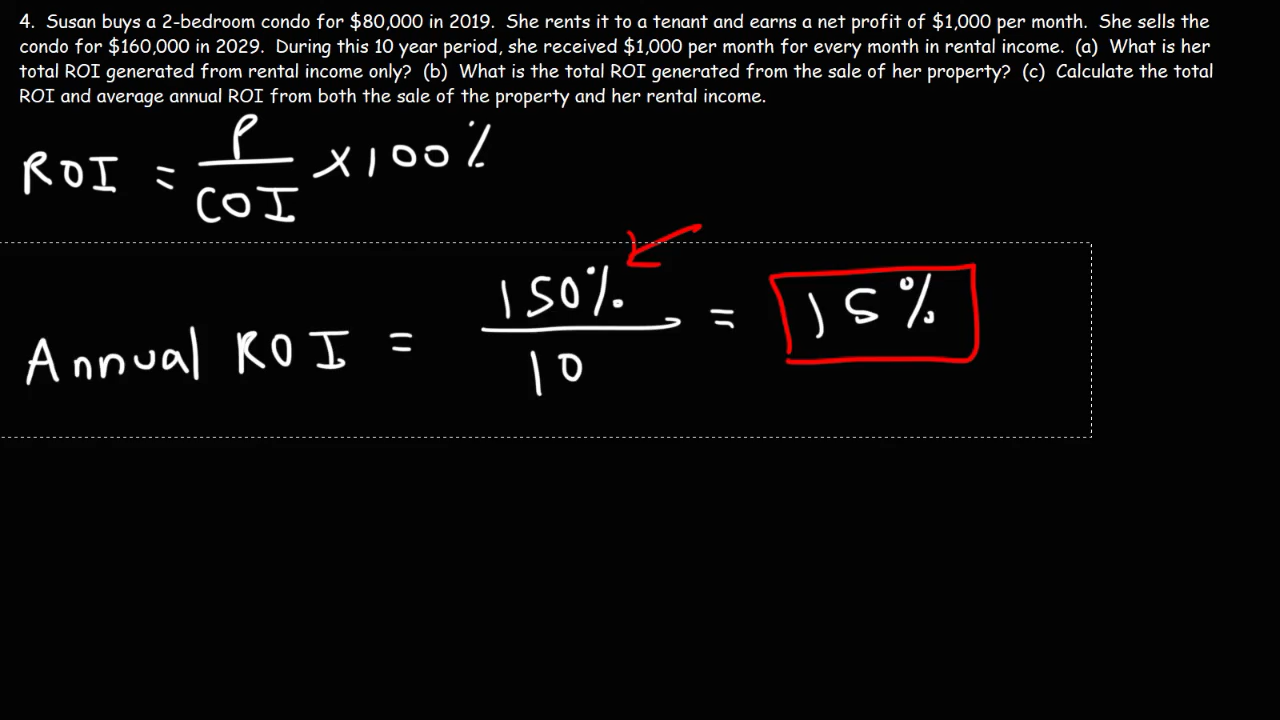 4. Susan buys a 2-bedroom condo for $80,000 in 2019. She rents it to a tenant and earns a net profit of $1,000 per month. She sells the
condo for $160,000 in 2029. During this 10 year period, she received $1,000 per month for every month in rental income. (a) What is her
total ROI generated from rental income only? (b) What is the total ROI generated from the sale of her property? (c) Calculate the total
ROI and average annual ROI from both the sale of the property and her rental income.
ROI = P / COI × 100%
Annual ROI = 150% / 10 = 15%